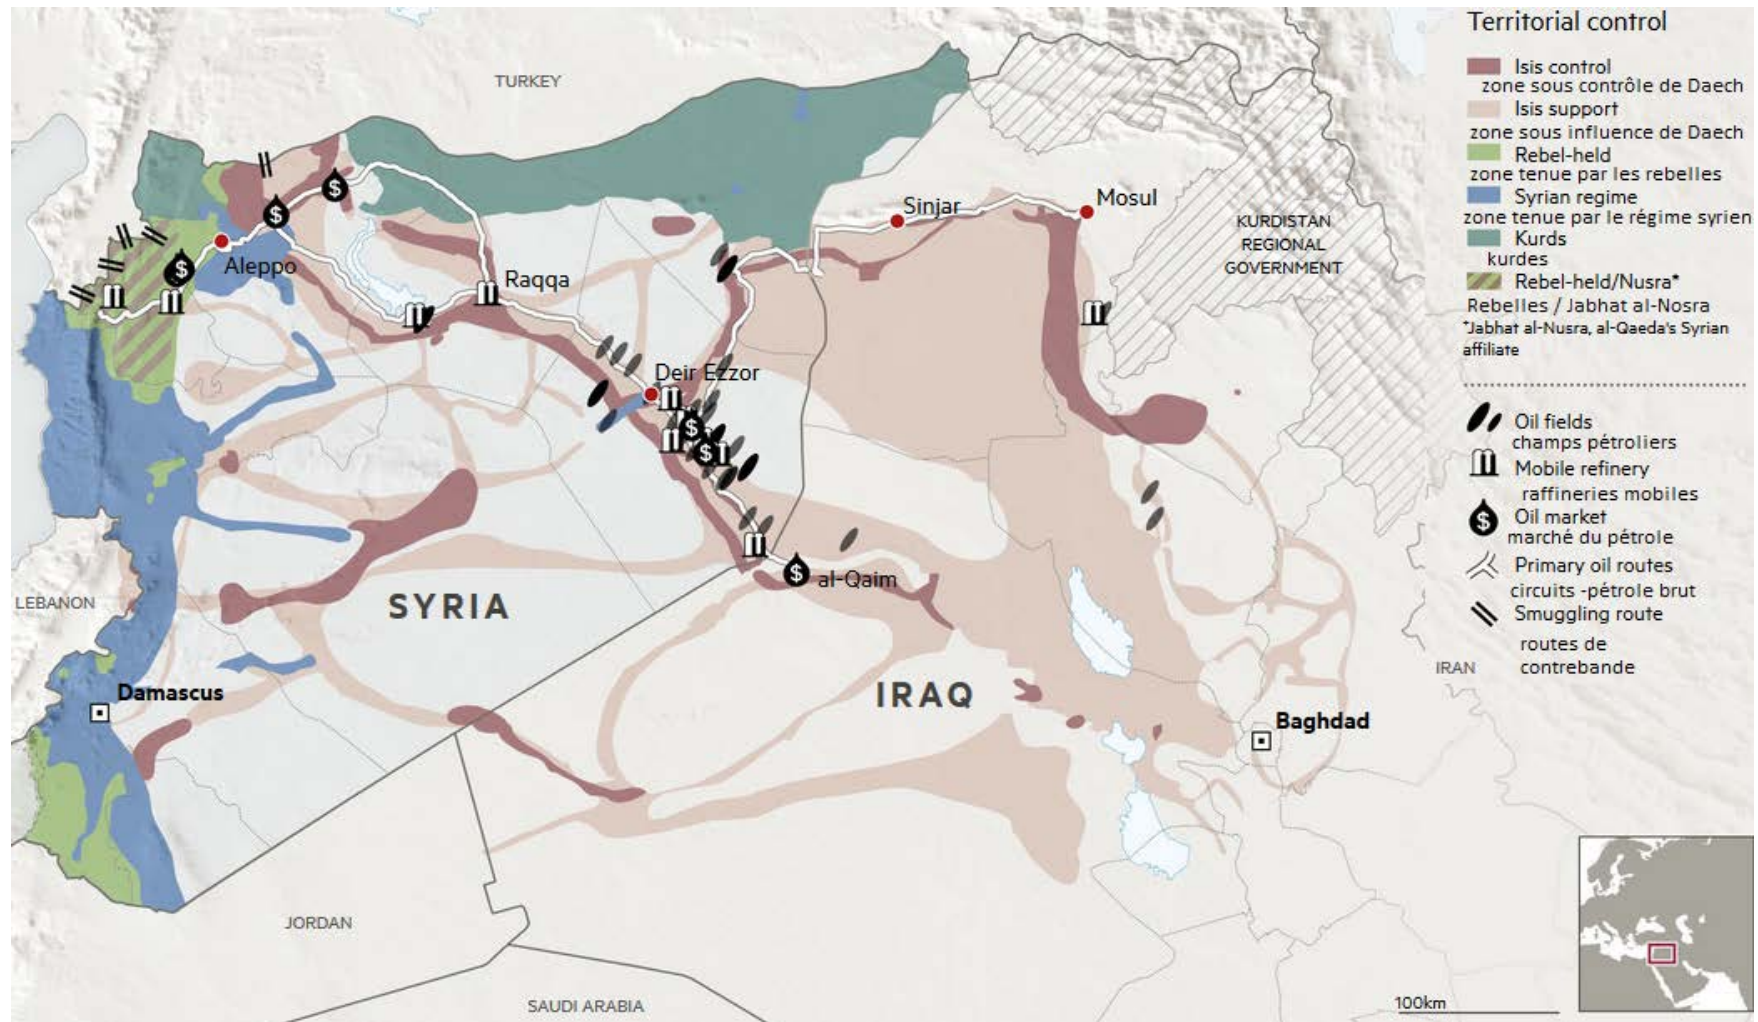 Territorial control
Isis control
zone sous contrôle de Daech
Isis support
zone sous influence de Daech
Rebel-held
zone tenue par les rebelles
Syrian regime
zone tenue par le régime syrien
Kurds
kurdes
Rebel-held/Nusra*
Rebelles / Jabhat al-Nosra
*Jabhat al-Nusra, al-Qaeda's Syrian
affiliate
Oil fields
champs pétroliers
Mobile refinery
raffineries mobiles
$ Oil market
marché du pétrole
Primary oil routes
circuits -pétrole brut
Smuggling route
routes de
contrebande
TURKEY
$
$
$
Aleppo
Raqqa
Sinjar
Mosul
KURDISTAN
REGIONAL
GOVERNMENT
Deir Ezzor
$
$
$ al-Qaim
SYRIA
LEBANON
Damascus
IRAQ
Baghdad
IRAN
JORDAN
SAUDI ARABIA
100km